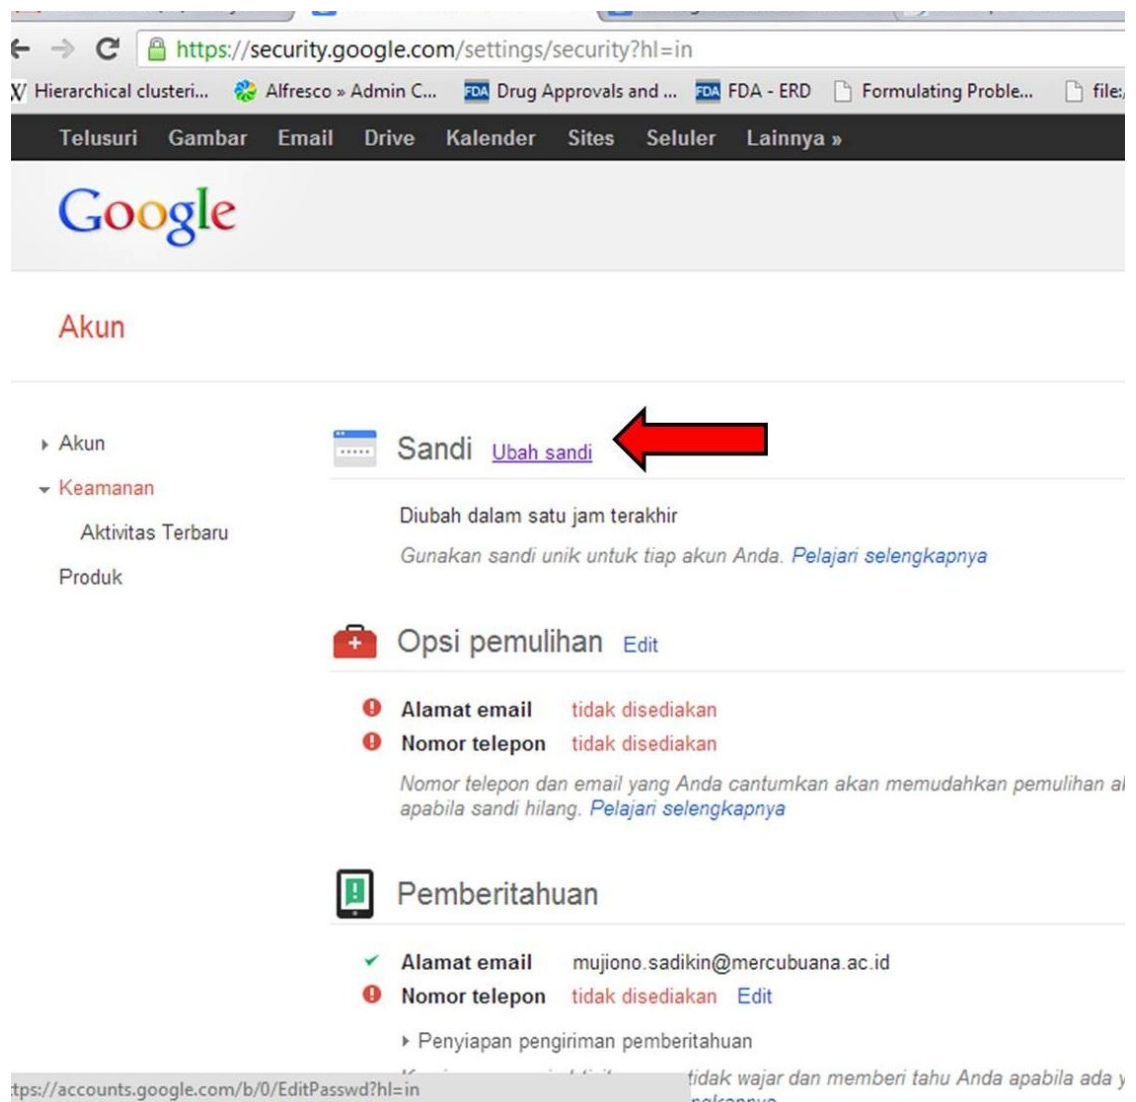 https://security.google.com/settings/security?hl=in
Hierarchical clusteri... Alfresco » Admin C... FDA Drug Approvals and ... FDA FDA - ERD Formulating Proble... file:/
Telusuri Gambar Email Drive Kalender Sites Seluler Lainnya »
Google
Akun
Akun
Keamanan
Aktivitas Terbaru
Produk
Sandi Ubah sandi
Diubah dalam satu jam terakhir
Gunakan sandi unik untuk tiap akun Anda. Pelajari selengkapnya
Opsi pemulihan Edit
Alamat email tidak disediakan
Nomor telepon tidak disediakan
Nomor telepon dan email yang Anda cantumkan akan memudahkan pemulihan
apabila sandi hilang. Pelajari selengkapnya
Pemberitahuan
Alamat email mujiono.sadikin@mercubuana.ac.id
Nomor telepon tidak disediakan Edit
Penyiapan pengiriman pemberitahuan
tidak wajar dan memberi tahu Anda apabila ada
tps://accounts.google.com/b/0/EditPasswd?hl=in